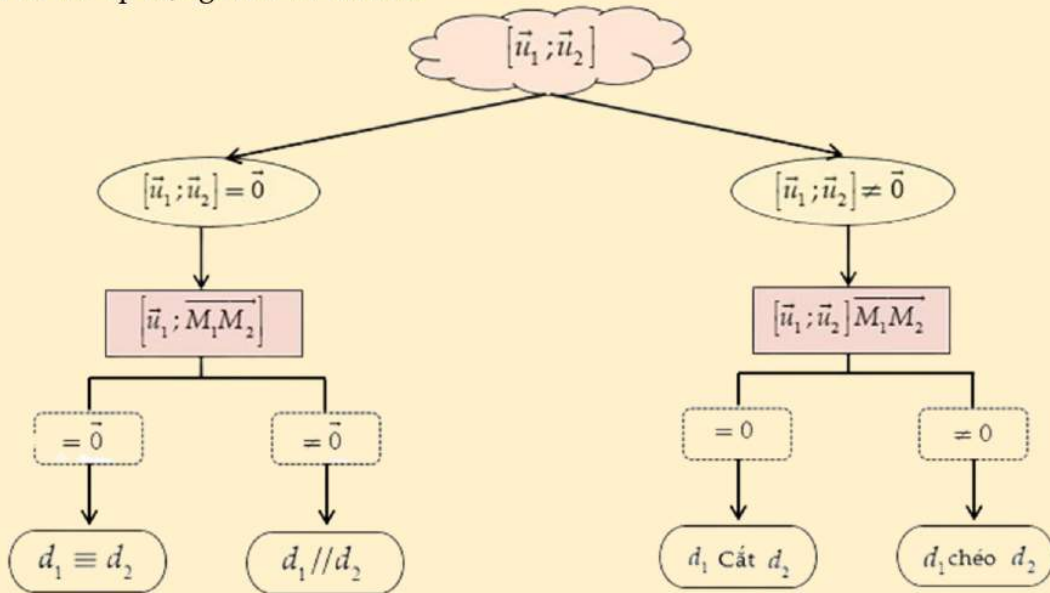 [u⃗₁ ; u⃗₂]
[u⃗₁ ; u⃗₂] = 0⃗
[u⃗₁ ; u⃗₂] ≠ 0⃗
[u⃗₁ ; M₁M₂⃗]
[u⃗₁ ; u⃗₂] M₁M₂⃗
= 0⃗
≠ 0⃗
= 0
≠ 0
d₁ ≡ d₂
d₁ // d₂
d₁ Cắt d₂
d₁ chéo d₂